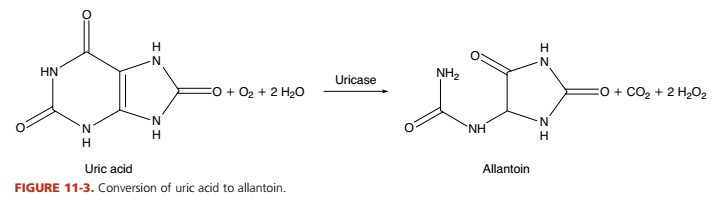 O
HN
H
N
O + O₂ + 2 H₂O
O
N
H
N
H
Uric acid
Uricase
O
H
N
NH₂
O + CO₂ + 2 H₂O₂
O
NH
N
H
Allantoin
FIGURE 11-3. Conversion of uric acid to allantoin.